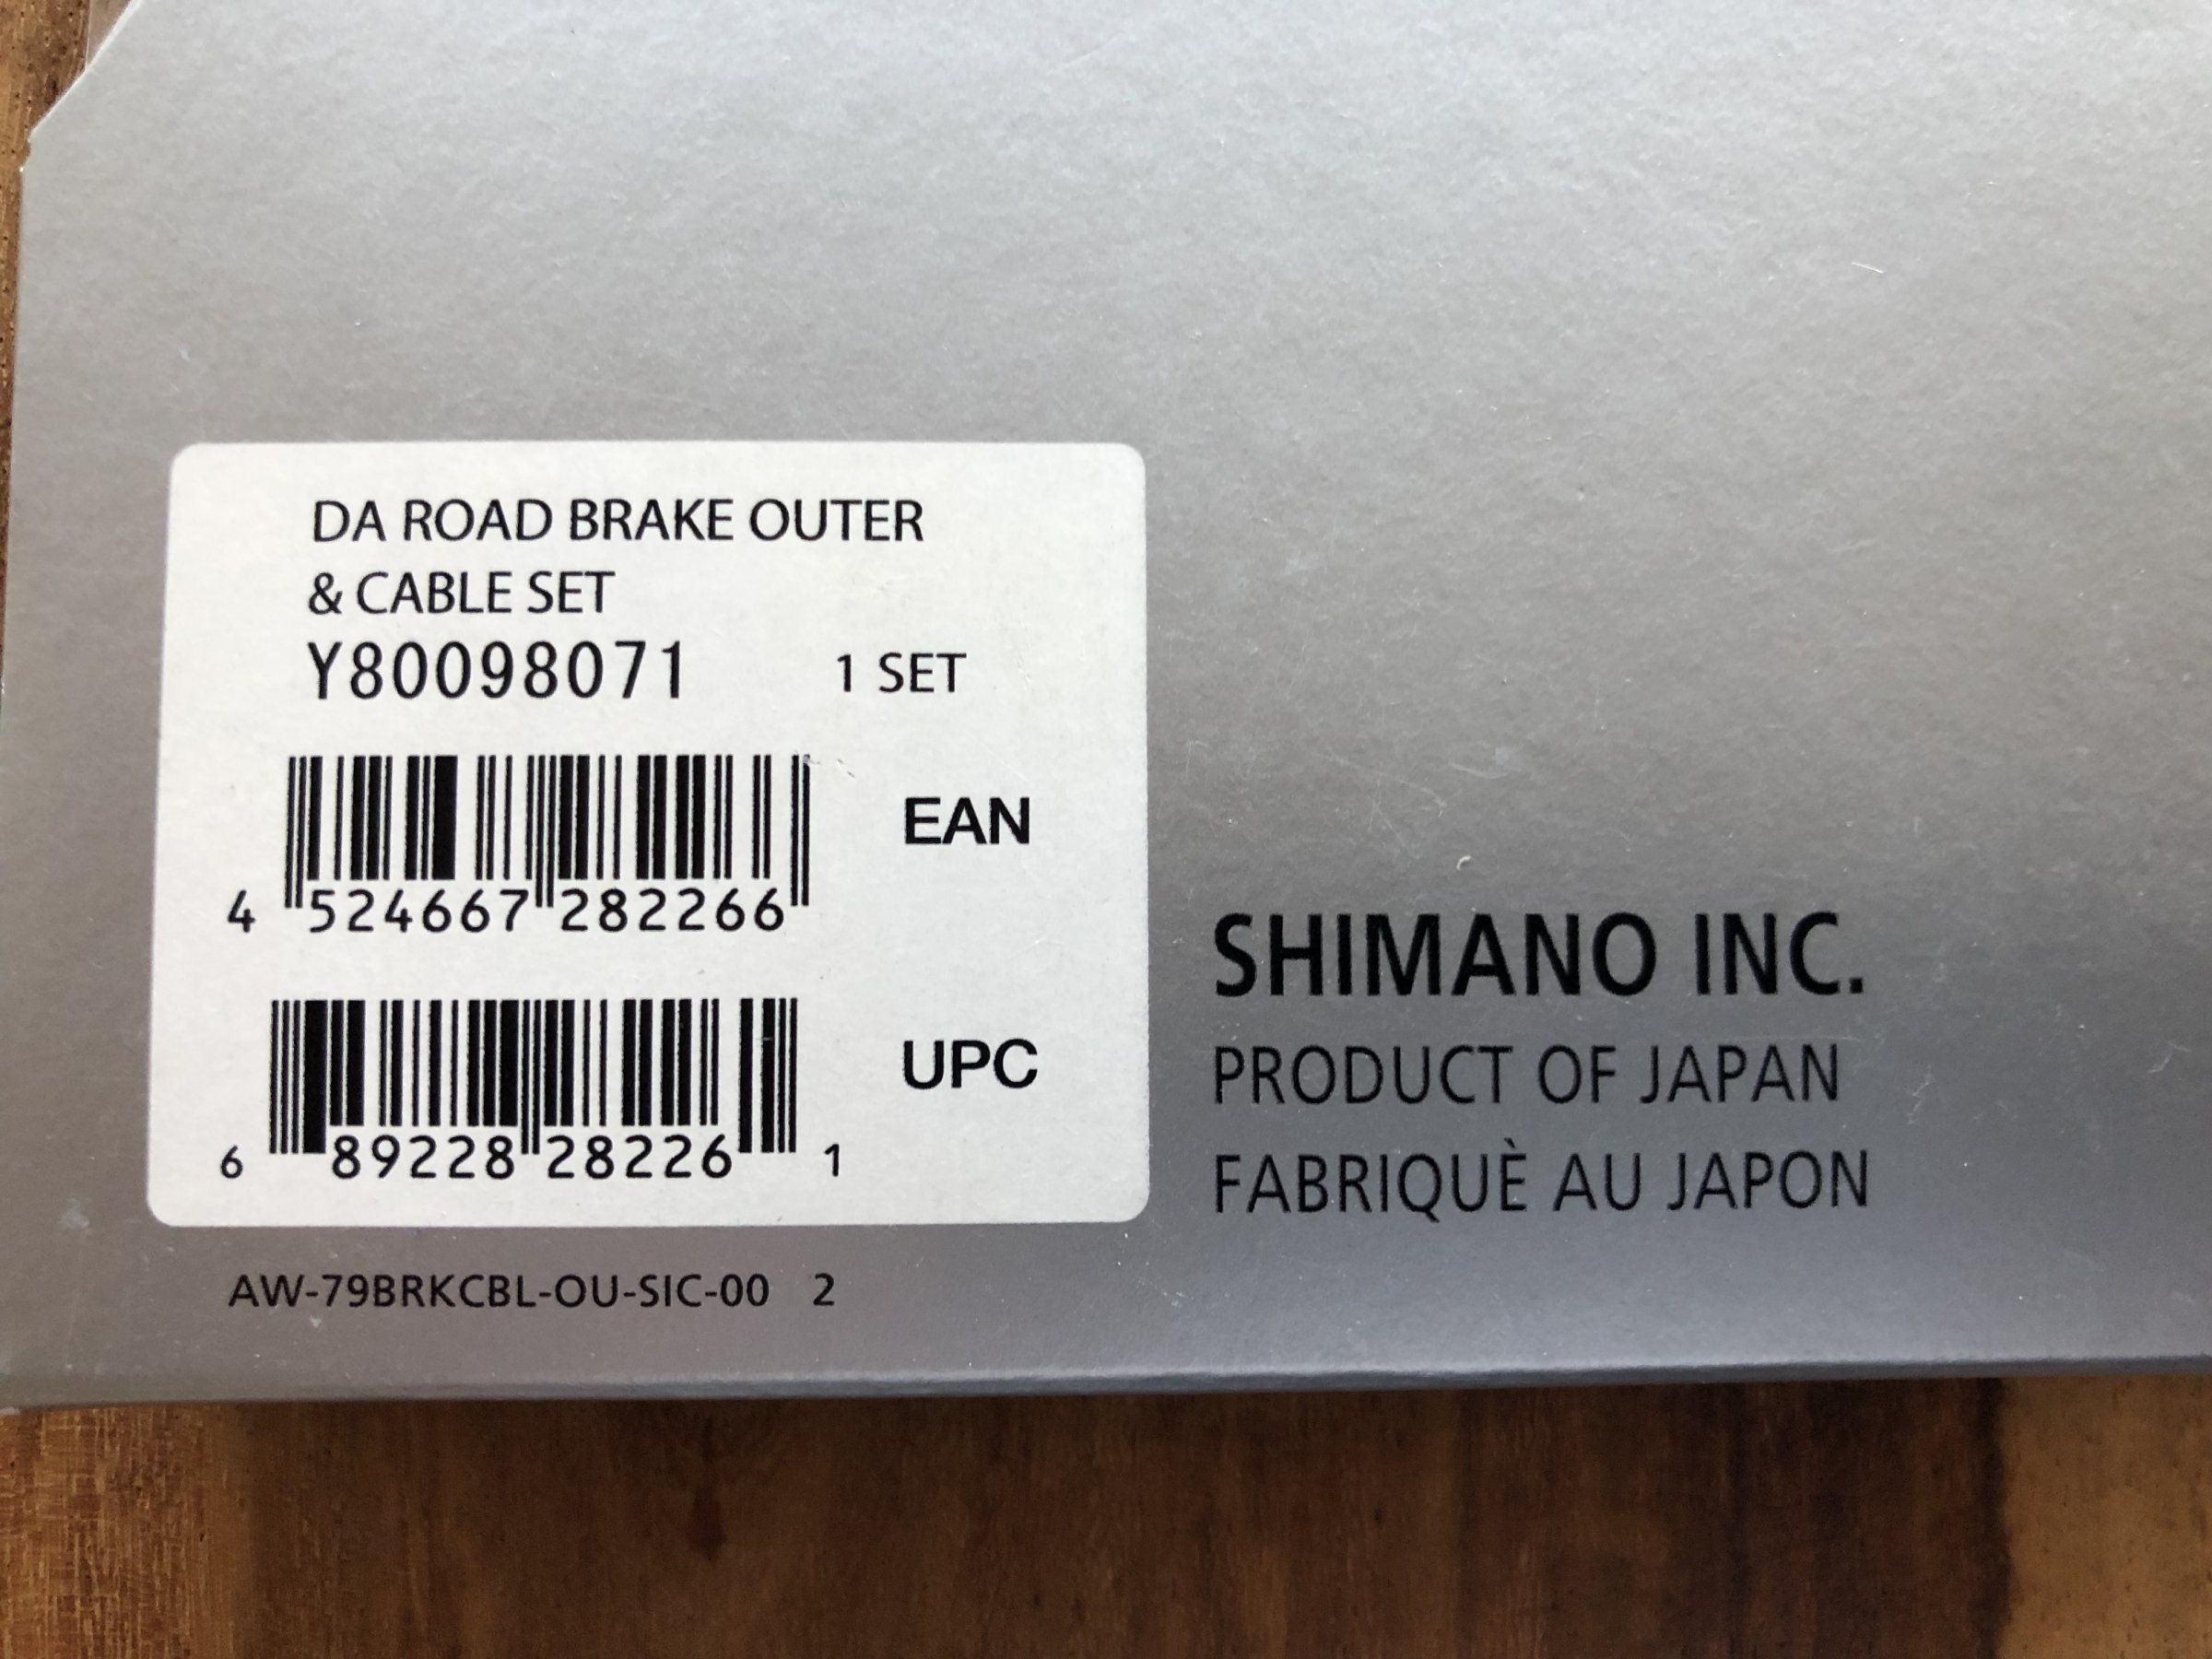 DA ROAD BRAKE OUTER
& CABLE SET
Y80098071 1 SET
4 524667 282266 EAN
6 89228 28226 1 UPC
AW-79BRKCBL-OU-SIC-00 2
SHIMANO INC.
PRODUCT OF JAPAN
FABRIQUÈ AU JAPON